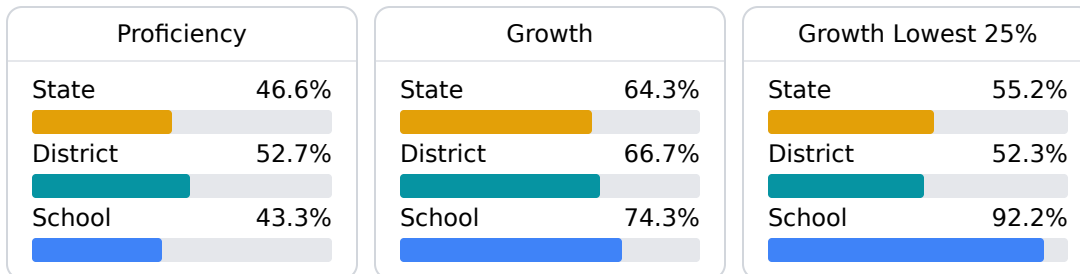 Proficiency
State 46.6%
District 52.7%
School 43.3%
Growth
State 64.3%
District 66.7%
School 74.3%
Growth Lowest 25%
State 55.2%
District 52.3%
School 92.2%